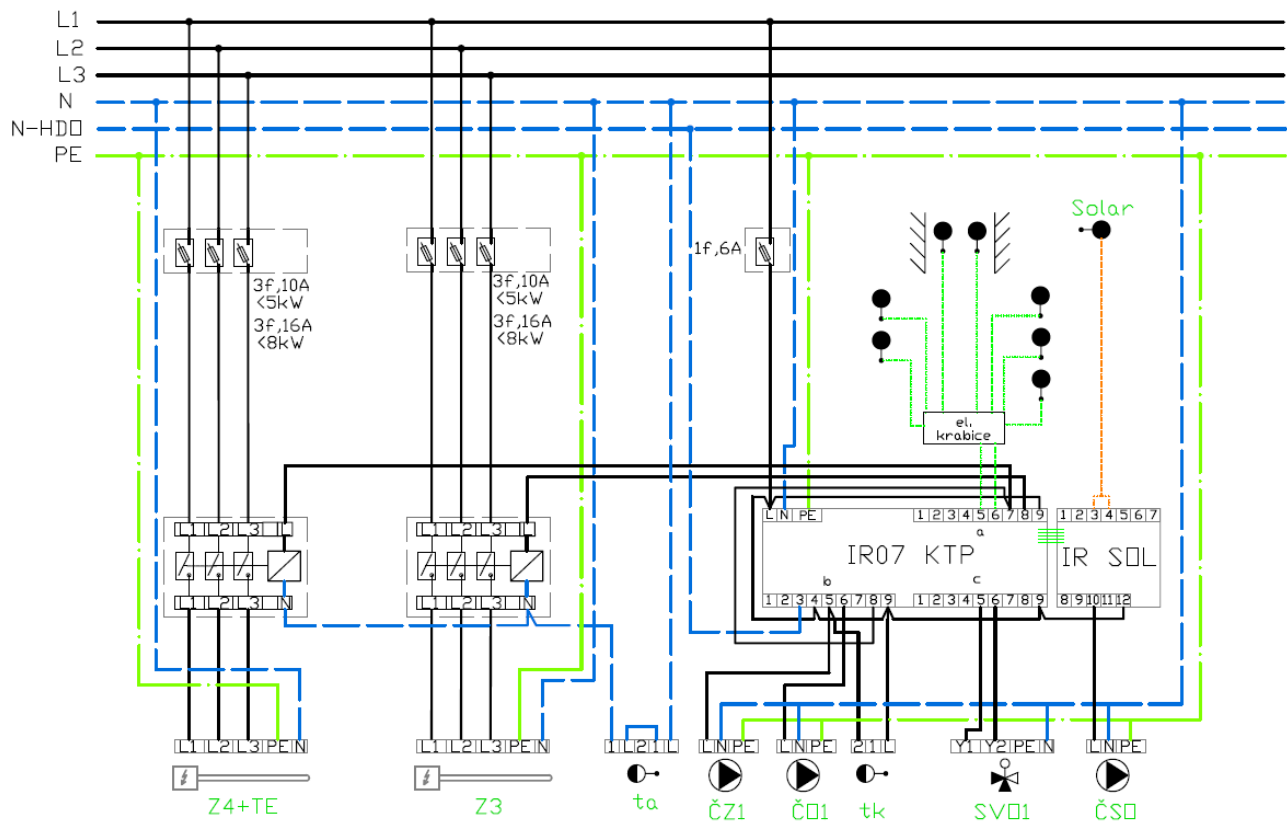 L1
L2
L3
N
N-HDO
PE
Solar
1f,6A
3f,10A
<5kW
3f,16A
<8kW
3f,10A
<5kW
3f,16A
<8kW
el.
krabice
L1 L2 L3 L
L1 L2 L3 L
L N PE
1 2 3 4 5 6 7 8 9
1 2 3 4 5 6 7
a
IR07 KTP
IR SOL
b
c
L1 L2 L3 N
L1 L2 L3 N
1 2 3 4 5 6 7 8 9
1 2 3 4 5 6 7 8 9
8 9 10 11 12
L1 L2 L3 PE N
L1 L2 L3 PE N
1 L2 1 L
L N PE
L N PE
2 1 L
Y1 Y2 PE N
L N PE
Z4+TE
Z3
ta
ČZ1
ČO1
tk
SVO1
ČSO